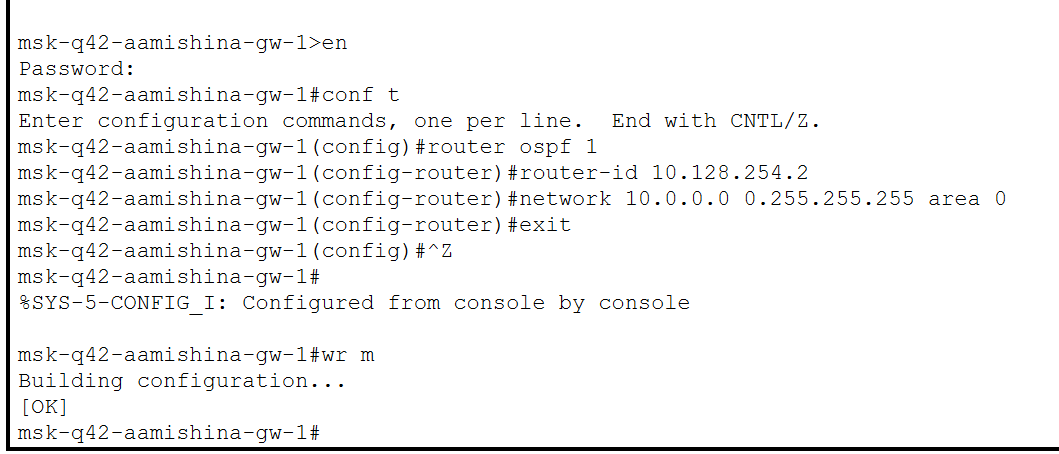 msk-q42-aamishina-gw-1>en
Password:
msk-q42-aamishina-gw-1#conf t
Enter configuration commands, one per line.  End with CNTL/Z.
msk-q42-aamishina-gw-1(config)#router ospf 1
msk-q42-aamishina-gw-1(config-router)#router-id 10.128.254.2
msk-q42-aamishina-gw-1(config-router)#network 10.0.0.0 0.255.255.255 area 0
msk-q42-aamishina-gw-1(config-router)#exit
msk-q42-aamishina-gw-1(config)#^Z
msk-q42-aamishina-gw-1#
%SYS-5-CONFIG_I: Configured from console by console

msk-q42-aamishina-gw-1#wr m
Building configuration...
[OK]
msk-q42-aamishina-gw-1#